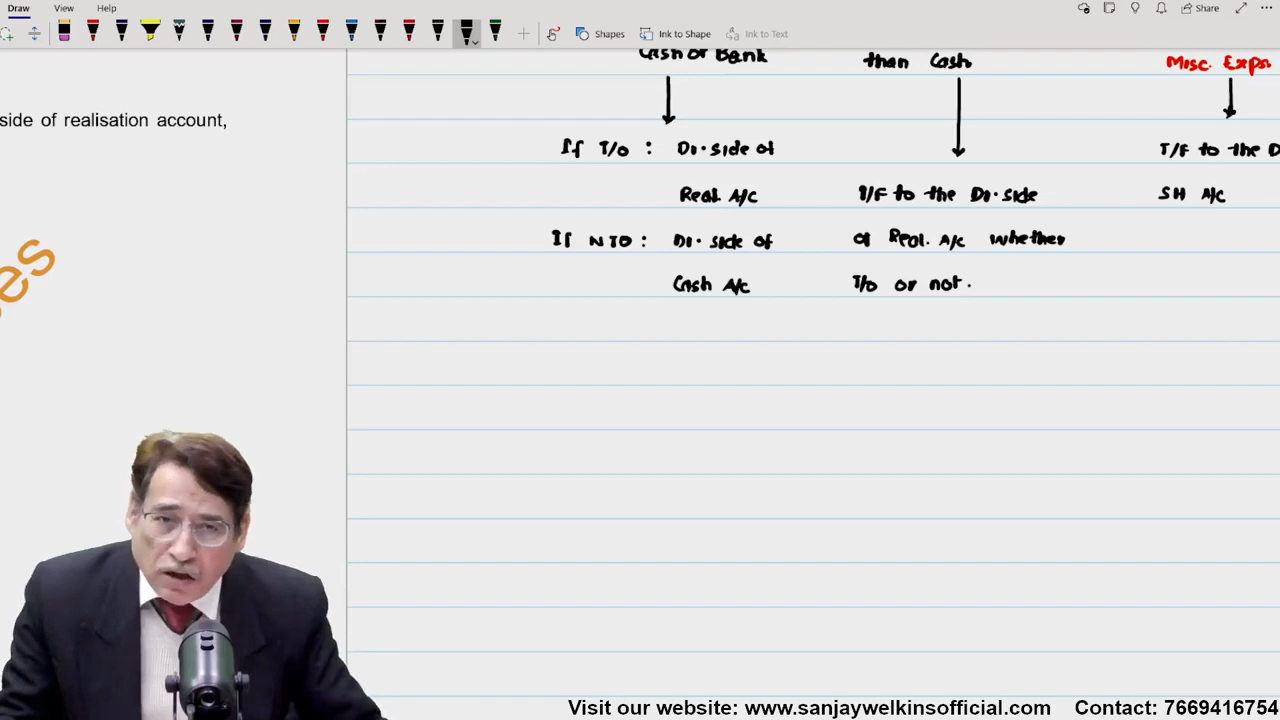 Draw View Help
Shapes Ink to Shape Ink to Text Share
side of realisation account,
es
Cash or Bank
than Cash
Misc. Expn
If T/O : Dr. side of
Real. A/c
If NTO : Dr. side of
Cash A/c
T/F to the Dr. side
of Real. A/c whether
T/o or not.
T/F to the D
SH A/c
Visit our website: www.sanjaywelkinsofficial.com Contact: 7669416754